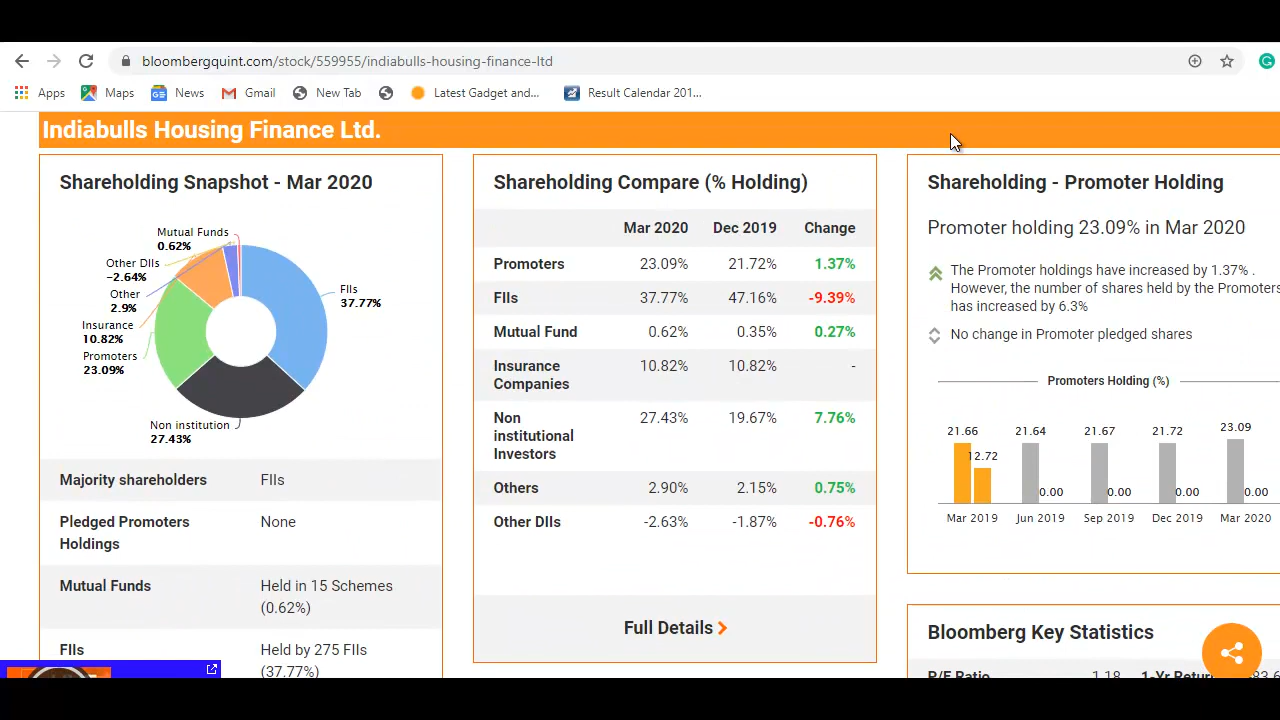 bloombergquint.com/stock/559955/indiabulls-housing-finance-ltd
Apps
Maps
News
Gmail
New Tab
Latest Gadget and...
Result Calendar 201...
Indiabulls Housing Finance Ltd.
Shareholding Snapshot - Mar 2020
Mutual Funds
0.62%
Other DIIs
-2.64%
Other
2.9%
Insurance
10.82%
Promoters
23.09%
FIIs
37.77%
Non institution
27.43%
Majority shareholders FIIs
Pledged Promoters None
Holdings
Mutual Funds Held in 15 Schemes
(0.62%)
FIIs Held by 275 FIIs
(37.77%)
Shareholding Compare (% Holding)
Mar 2020 Dec 2019 Change
Promoters 23.09% 21.72% 1.37%
FIIs 37.77% 47.16% -9.39%
Mutual Fund 0.62% 0.35% 0.27%
Insurance 10.82% 10.82% -
Companies
Non 27.43% 19.67% 7.76%
institutional
Investors
Others 2.90% 2.15% 0.75%
Other DIIs -2.63% -1.87% -0.76%
Full Details
Shareholding - Promoter Holding
Promoter holding 23.09% in Mar 2020
The Promoter holdings have increased by 1.37% .
However, the number of shares held by the Promoters
has increased by 6.3%
No change in Promoter pledged shares
Promoters Holding (%)
21.66 21.64 21.67 21.72 23.09
12.72 0.00 0.00 0.00 0.00
Mar 2019 Jun 2019 Sep 2019 Dec 2019 Mar 2020
Bloomberg Key Statistics
P/E Ratio 1.18 1-Yr